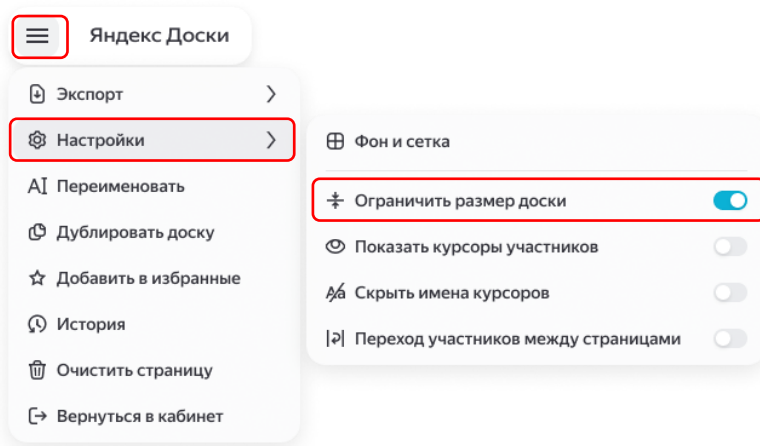 Яндекс Доски
Экспорт
Настройки
Переименовать
Дублировать доску
Добавить в избранные
История
Очистить страницу
Вернуться в кабинет
Фон и сетка
Ограничить размер доски
Показать курсоры участников
Скрыть имена курсоров
Переход участников между страницами